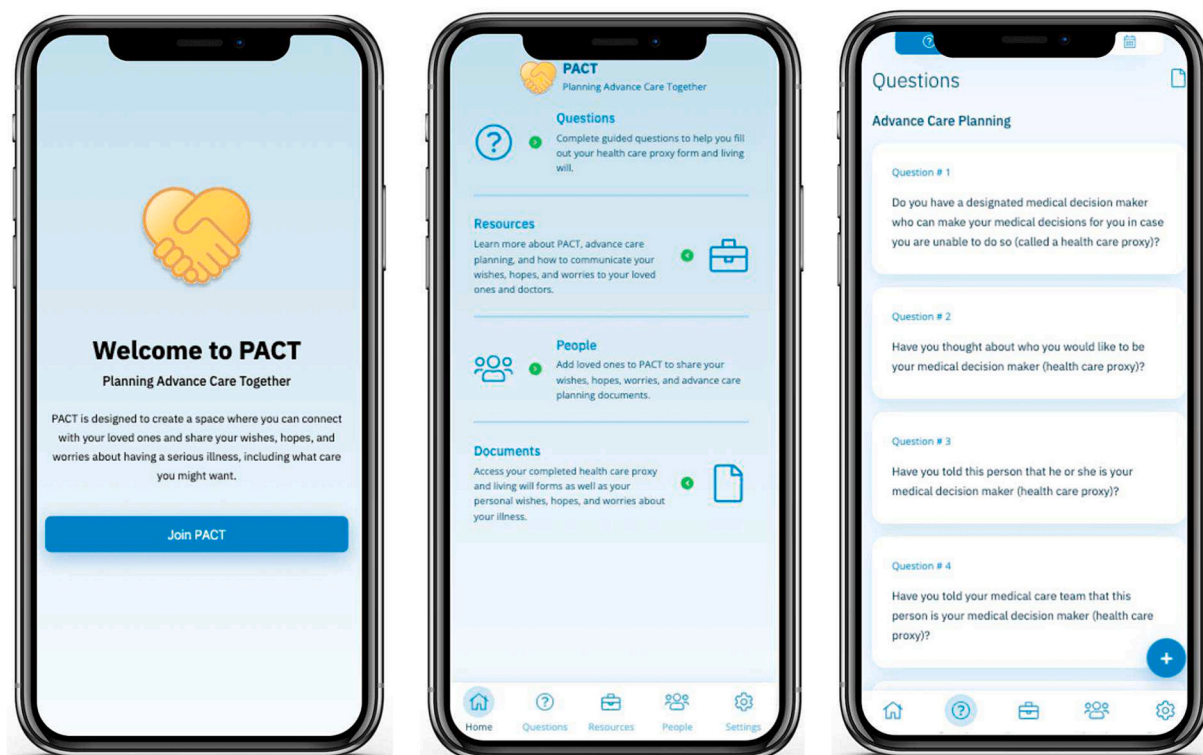 Welcome to PACT
Planning Advance Care Together
PACT is designed to create a space where you can connect
with your loved ones and share your wishes, hopes, and
worries about having a serious illness, including what care
you might want.
Join PACT
PACT
Planning Advance Care Together
Questions
Complete guided questions to help you fill
out your health care proxy form and living
will.
Resources
Learn more about PACT, advance care
planning, and how to communicate your
wishes, hopes, and worries to your loved
ones and doctors.
People
Add loved ones to PACT to share your
wishes, hopes, worries, and advance care
planning documents.
Documents
Access your completed health care proxy
and living will forms as well as your
personal wishes, hopes, and worries about
your illness.
Home
Questions
Resources
People
Settings
Questions
Advance Care Planning
Question # 1
Do you have a designated medical decision maker
who can make your medical decisions for you in case
you are unable to do so (called a health care proxy)?
Question # 2
Have you thought about who you would like to be
your medical decision maker (health care proxy)?
Question # 3
Have you told this person that he or she is your
medical decision maker (health care proxy)?
Question # 4
Have you told your medical care team that this
person is your medical decision maker (health care
proxy)?